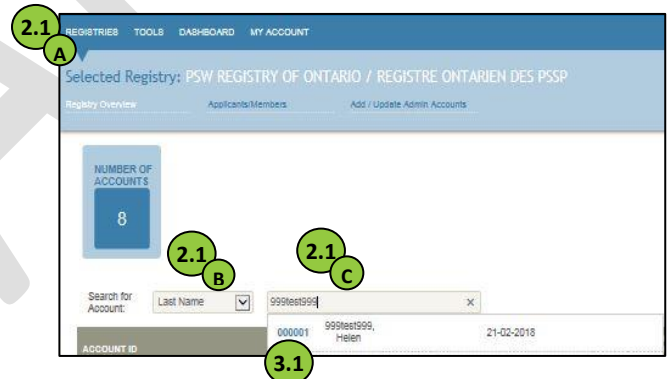 2.1
A
REGISTRIES TOOLS DASHBOARD MY ACCOUNT
Selected Registry: PSW REGISTRY OF ONTARIO / REGISTRE ONTARIEN DES PSSP
Registry Overview Applicants/Members Add / Update Admin Accounts
NUMBER OF
ACCOUNTS
8
2.1
B
2.1
C
Search for
Account:
Last Name
999test999
x
000001 999test999,
Helen
21-02-2018
ACCOUNT ID
3.1